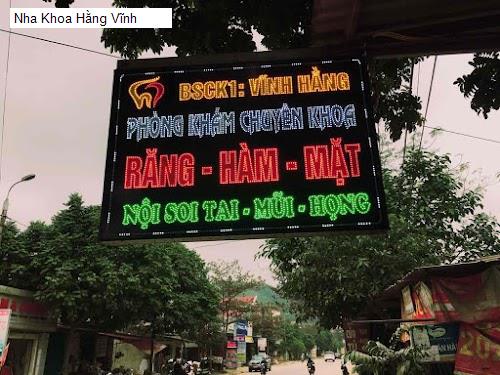 Nha Khoa Hằng Vĩnh
BSCK1: VĨNH HẰNG
PHÒNG KHÁM CHUYÊN KHOA
RĂNG - HÀM - MẶT
NỘI SOI TAI - MŨI - HỌNG